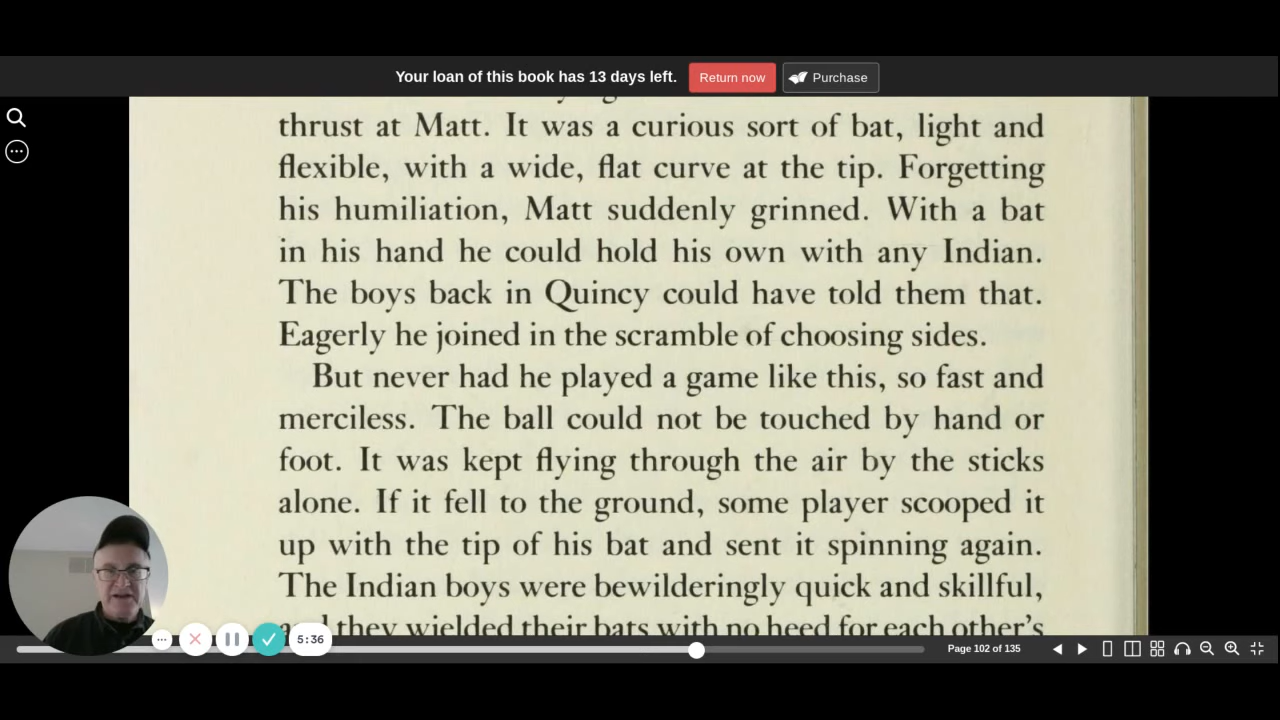 Your loan of this book has 13 days left. Return now Purchase
thrust at Matt. It was a curious sort of bat, light and
flexible, with a wide, flat curve at the tip. Forgetting
his humiliation, Matt suddenly grinned. With a bat
in his hand he could hold his own with any Indian.
The boys back in Quincy could have told them that.
Eagerly he joined in the scramble of choosing sides.
But never had he played a game like this, so fast and
merciless. The ball could not be touched by hand or
foot. It was kept flying through the air by the sticks
alone. If it fell to the ground, some player scooped it
up with the tip of his bat and sent it spinning again.
The Indian boys were bewilderingly quick and skillful,
they wielded their bats with no heed for each other's
5:36
Page 102 of 135